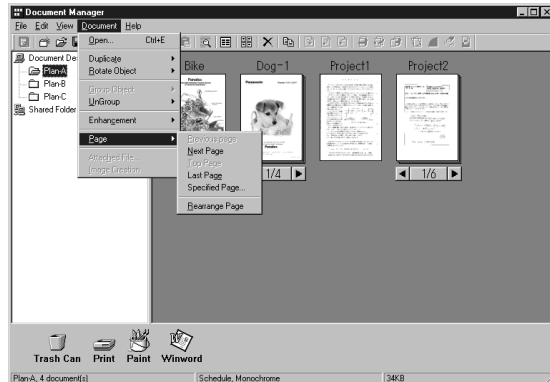 Document Manager
File Edit View Document Help
Open... Ctrl+E
Duplicate
Rotate Object
Group Object
UnGroup
Enhancement
Page
Attaches File...
Image Creation
Previous page
Next Page
Top Page
Last Page
Specified Page...
Rearrange Page
Document De
Plan-A
Plan-B
Plan-C
Shared Folder
Bike Dog-1 Project1 Project2
Panasonic
1/4 1/6
Trash Can Print Paint Winword
Plan-A, 4 document(s) Schedule, Monochrome 34KB